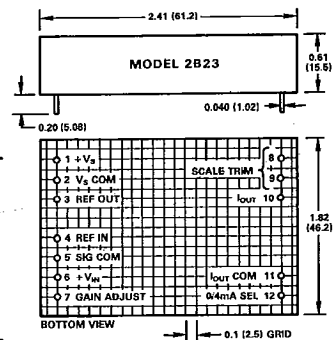 2.41 (61.2)
MODEL 2B23
0.61
(15.5)
0.040 (1.02)
0.20 (5.08)
1 +VS
2 VS COM
3 REF OUT
4 REF IN
5 SIG COM
6 +VIN
7 GAIN ADJUST
SCALE TRIM
8
9
IOUT 10
IOUT COM 11
0/4mA SEL 12
1.82
(46.2)
BOTTOM VIEW
0.1 (2.5) GRID